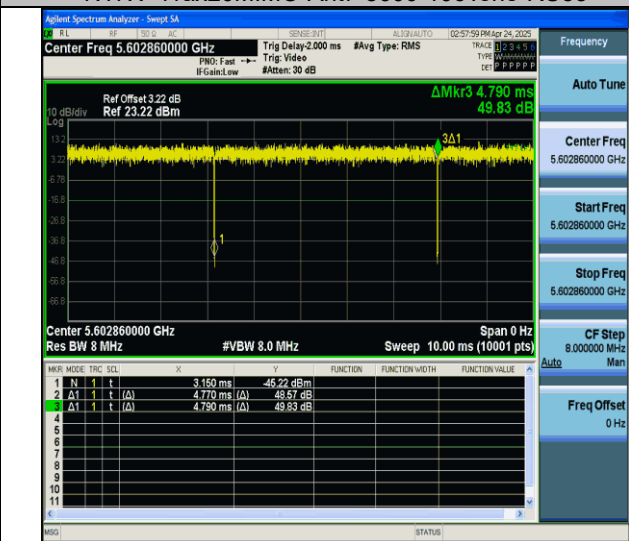 Agilent Spectrum Analyzer - Swept SA
RL RF 50 Ω AC SENSE:INT ALIGNAUTO 02:57:59 PM Apr 24, 2025
Center Freq 5.602860000 GHz
PNO: Fast
IFGain:Low
Trig Delay-2.000 ms
Trig: Video
#Atten: 30 dB
#Avg Type: RMS
TRACE 1 2 3 4 5 6
TYPE
DET P P P P P P
Frequency
Auto Tune
Center Freq
5.602860000 GHz
Start Freq
5.602860000 GHz
Stop Freq
5.602860000 GHz
CF Step
8.000000 MHz
Auto Man
Freq Offset
0 Hz
ΔMkr3 4.790 ms
49.83 dB
Ref Offset 3.22 dB
10 dB/div Ref 23.22 dBm
Log
13.2
3.22
-6.78
-16.8
-26.8
-36.8
-46.8
-56.8
-66.8
3Δ1
1
Center 5.602860000 GHz Span 0 Hz
Res BW 8 MHz #VBW 8.0 MHz Sweep 10.00 ms (10001 pts)
MKR MODE TRC SCL X Y FUNCTION FUNCTION WIDTH FUNCTION VALUE
1 N 1 t 3.150 ms -45.22 dBm
2 Δ1 1 t (Δ) 4.770 ms (Δ) 48.57 dB
3 Δ1 1 t (Δ) 4.790 ms (Δ) 49.83 dB
4
5
6
7
8
9
10
11
MSG STATUS